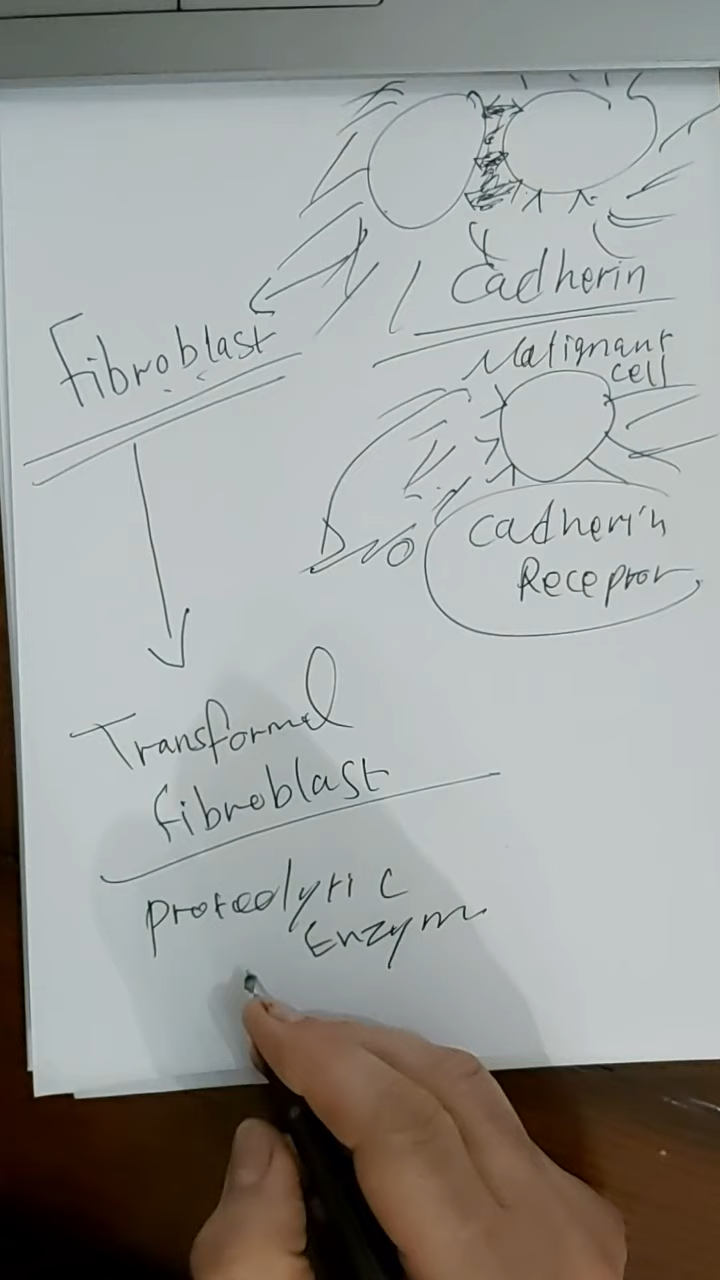 Cadherin
Fibroblast
Malignant
cell
Cadherin
Receptor
Transformed
fibroblast
Proteolytic
Enzym